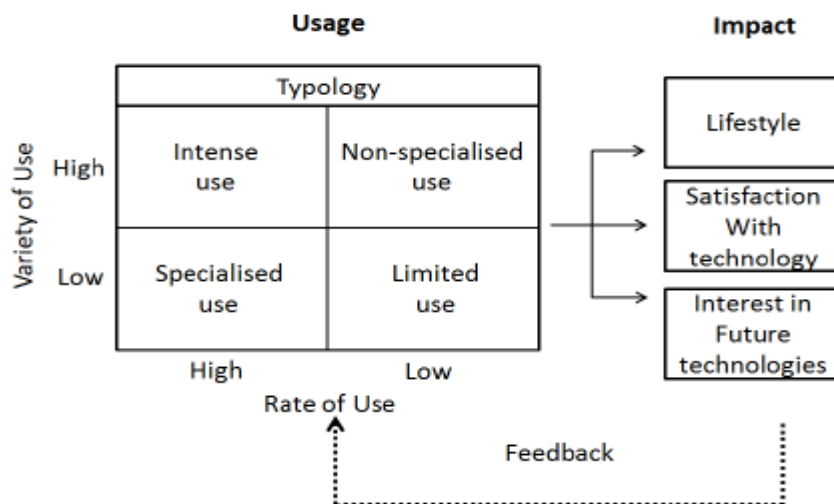 Usage
Impact
Typology
Variety of Use
High
Intense
use
Non-specialised
use
Low
Specialised
use
Limited
use
High
Low
Rate of Use
Lifestyle
Satisfaction
With
technology
Interest in
Future
technologies
Feedback